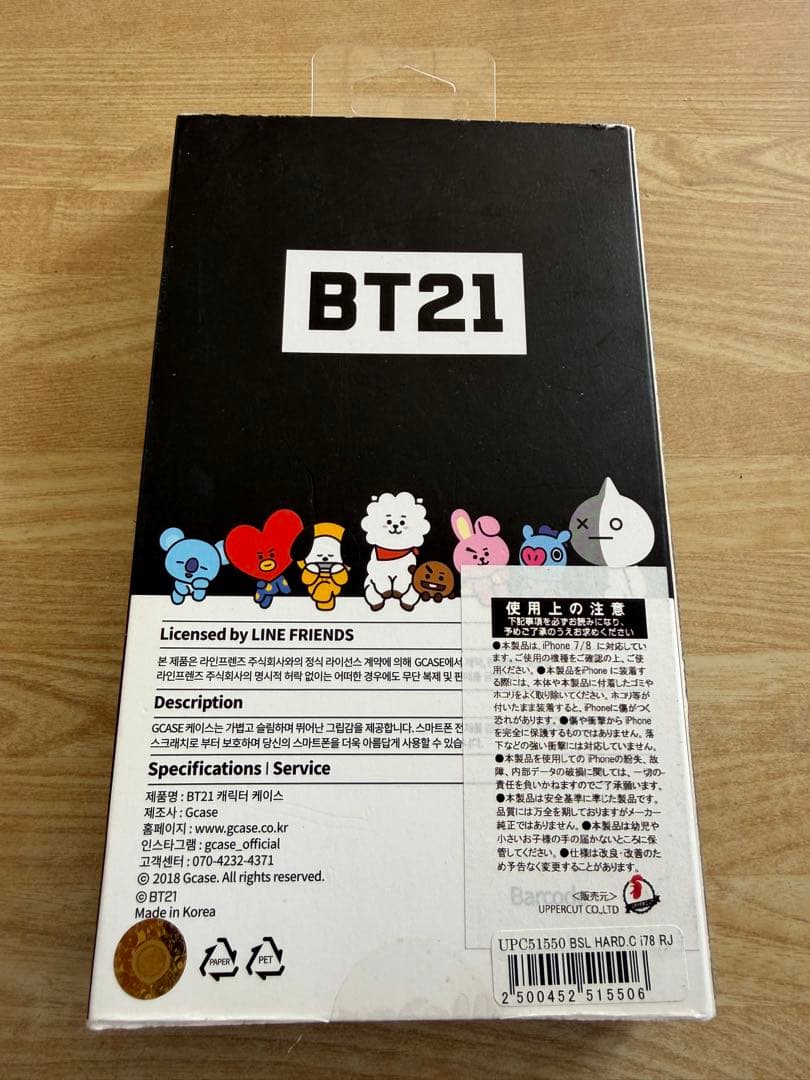 BT21
Licensed by LINE FRIENDS
본 제품은 라인프렌즈 주식회사와의 정식 라이선스 계약에 의해 GCASE에서
라인프렌즈 주식회사의 명시적 허락 없이는 어떠한 경우에도 무단 복제 및
Description
GCASE 케이스는 가볍고 슬림하며 뛰어난 그립감을 제공합니다. 스마트폰
스크래치로 부터 보호하며 당신의 스마트폰을 더욱 아름답게 사용할 수 있습니다.
Specifications | Service
제품명 : BT21 캐릭터 케이스
제조사 : Gcase
홈페이지 : www.gcase.co.kr
인스타그램 : gcase_official
고객센터 : 070-4232-4371
© 2018 Gcase. All rights reserved.
© BT21
Made in Korea
PAPER
PET
使用上の注意
下記事項を必ずお読みになり、
予めご了承のうえお求めください
●本製品は、iPhone 7/8 に対応してい
ます。ご使用の機種をご確認の上、ご使
用ください。●本製品をiPhone に装着す
る際には、本体や本製品に付着したゴミや
ホコリをよく取り除いてください。ホコリ等が
付いたまま装着すると、iPhoneに傷がつく
恐れがあります。●傷や衝撃から iPhone
を完全に保護するものではありません。落
下などの強い衝撃には対応していません。
●本製品を使用しての iPhoneの紛失、故
障、内部データの破損に関しては、一切の
責任を負いかねますのでご了承願います。
●本製品は安全基準に準じた製品です。
品質には万全を期しておりますがメーカー
純正ではありません。●本製品は幼児や
小さいお子様の手の届かないところに保
管してください。●仕様は改良・改善のた
め予告なく変更することがあります。
Barcode
<販売元>
UPPERCUT CO.,LTD
UPC51550 BSL HARD.C i78 RJ
2 500452 515506